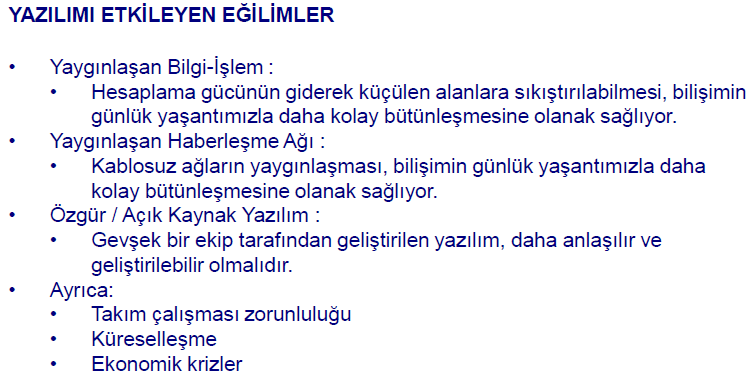 YAZILIMI ETKİLEYEN EĞİLİMLER
• Yaygınlaşan Bilgi-İşlem :
• Hesaplama gücünün giderek küçülen alanlara sıkıştırılabilmesi, bilişimin
günlük yaşantımızla daha kolay bütünleşmesine olanak sağlıyor.
• Yaygınlaşan Haberleşme Ağı :
• Kablosuz ağların yaygınlaşması, bilişimin günlük yaşantımızla daha
kolay bütünleşmesine olanak sağlıyor.
• Özgür / Açık Kaynak Yazılım :
• Gevşek bir ekip tarafından geliştirilen yazılım, daha anlaşılır ve
geliştirilebilir olmalıdır.
• Ayrıca:
• Takım çalışması zorunluluğu
• Küreselleşme
• Ekonomik krizler